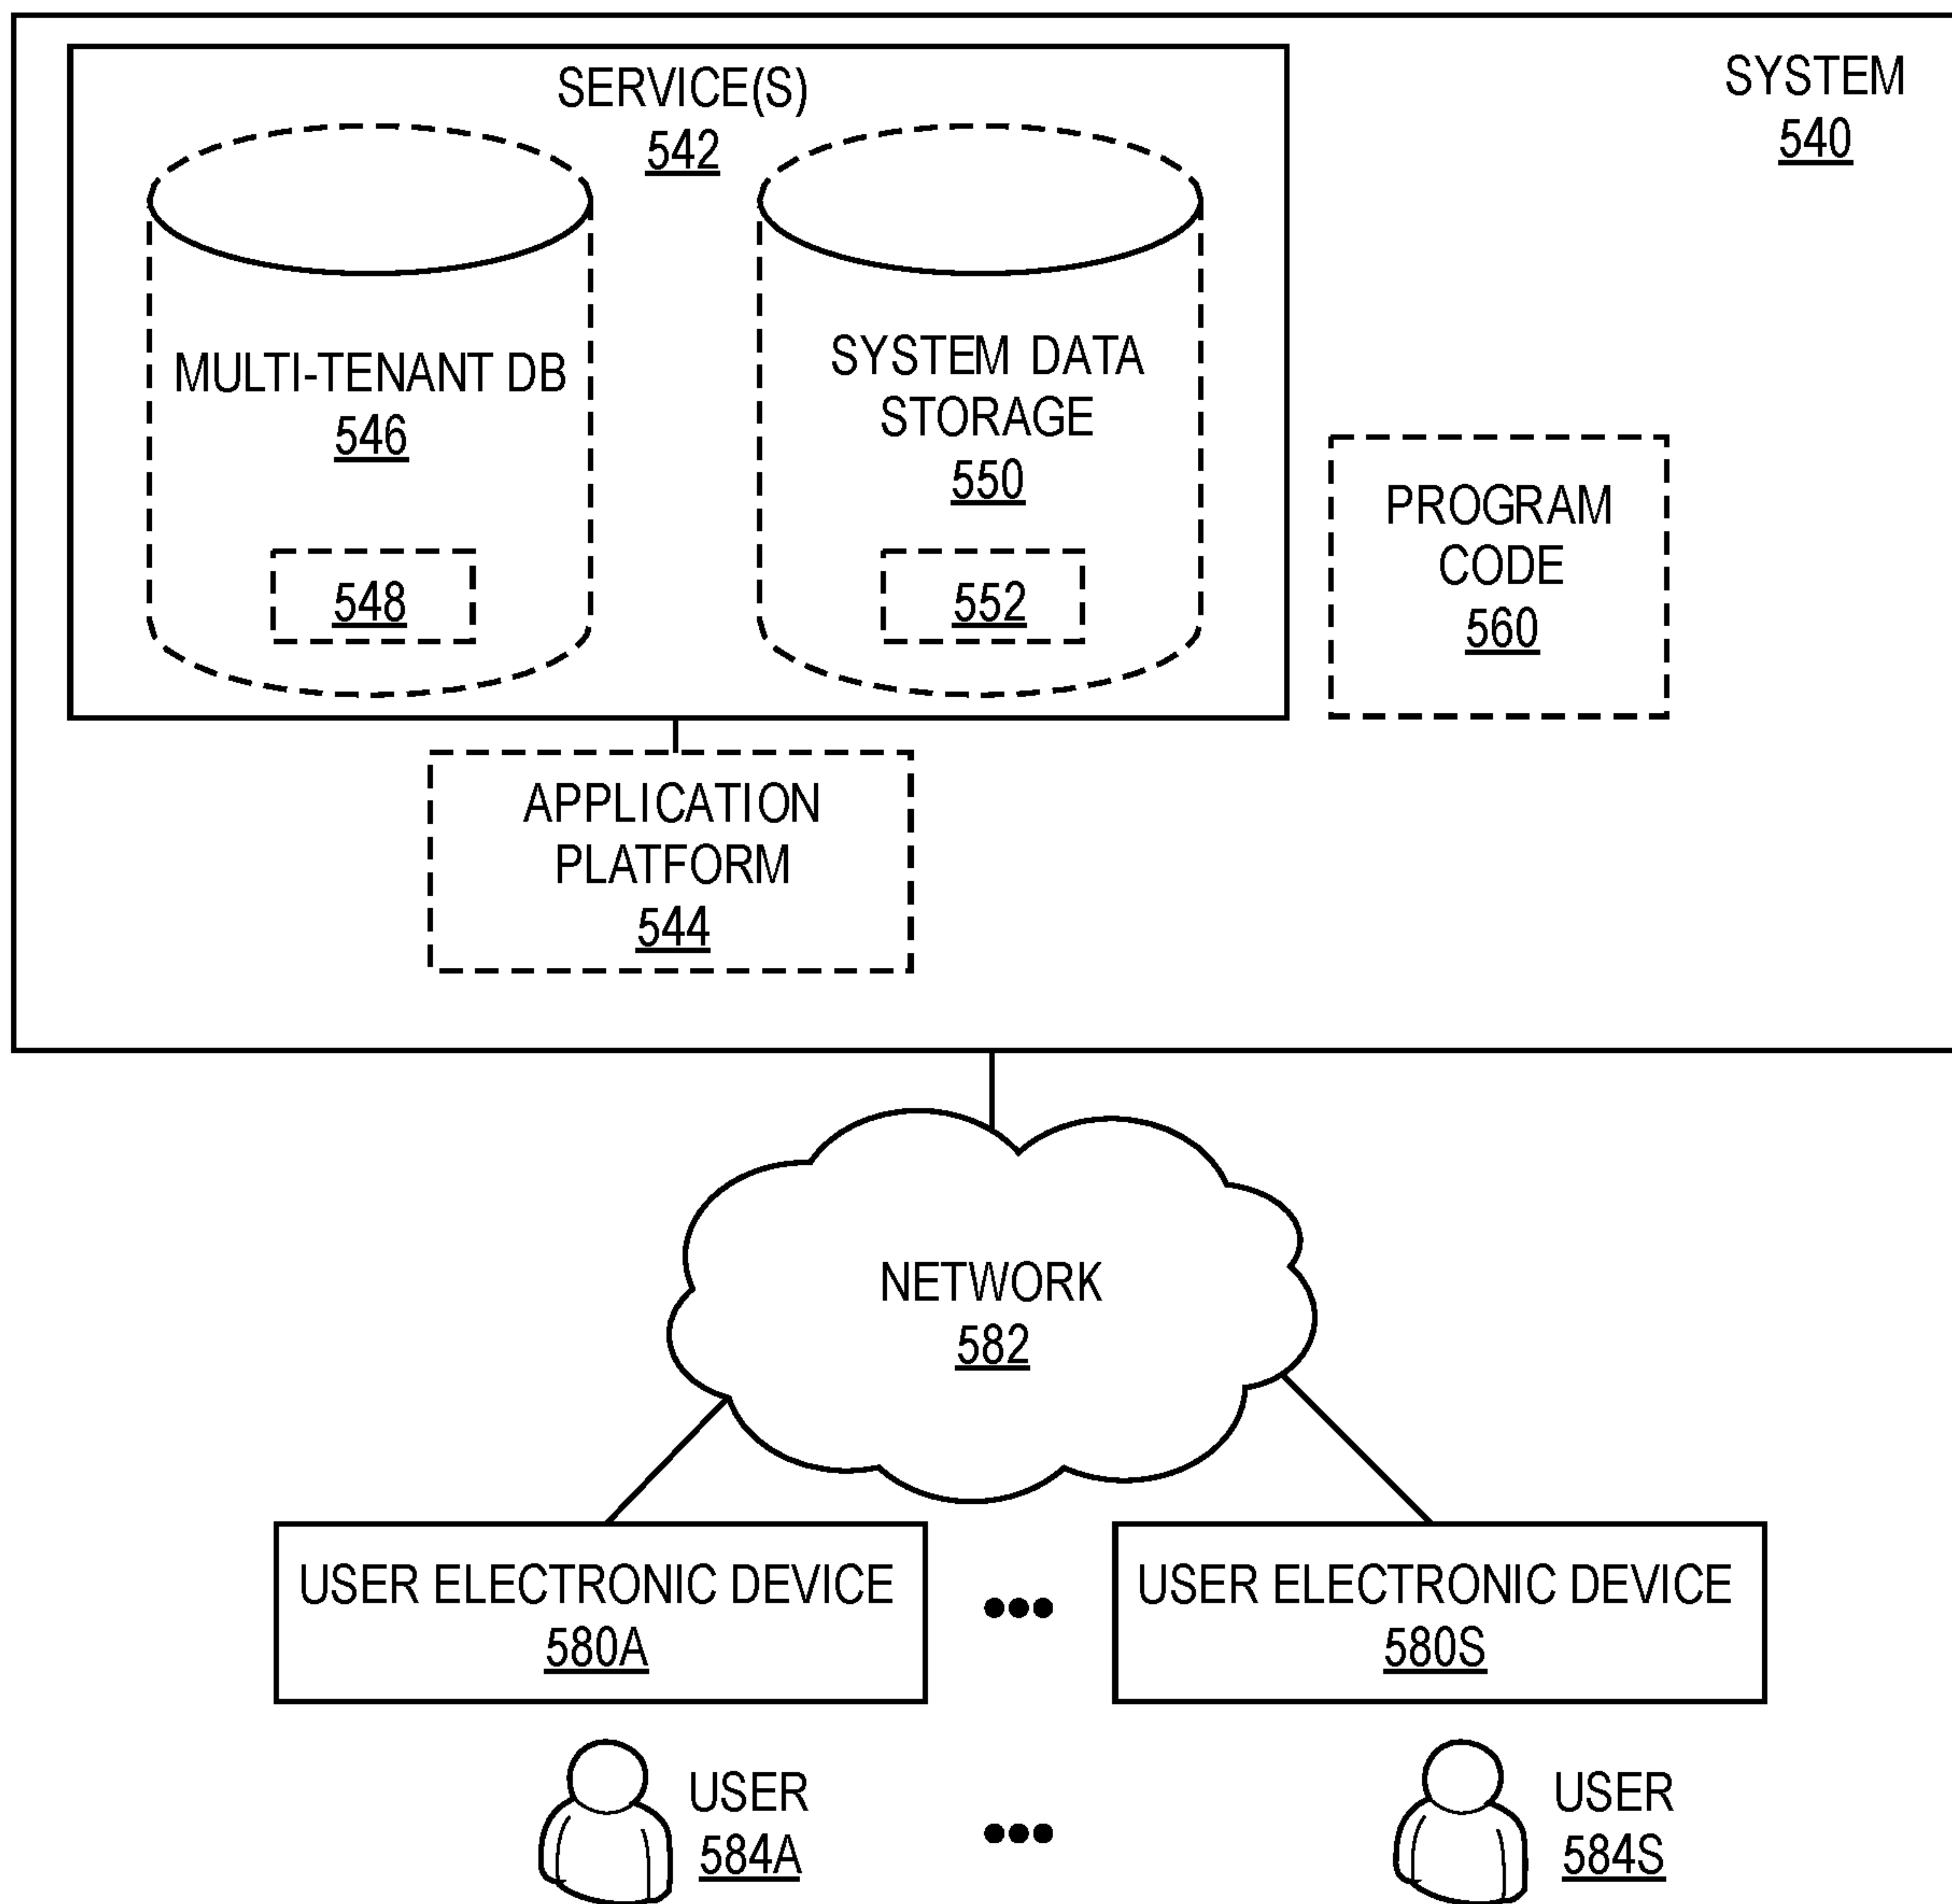 SERVICE(S)
542
SYSTEM
540
MULTI-TENANT DB
546
548
SYSTEM DATA
STORAGE
550
552
PROGRAM
CODE
560
APPLICATION
PLATFORM
544
NETWORK
582
USER ELECTRONIC DEVICE
580A
USER ELECTRONIC DEVICE
580S
USER
584A
USER
584S